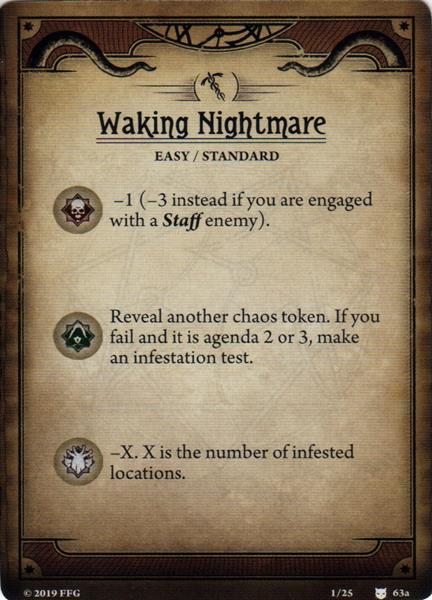 Waking Nightmare
EASY / STANDARD
–1 (–3 instead if you are engaged
with a Staff enemy).
Reveal another chaos token. If you
fail and it is agenda 2 or 3, make
an infestation test.
–X. X is the number of infested
locations.
© 2019 FFG
1/25
63a